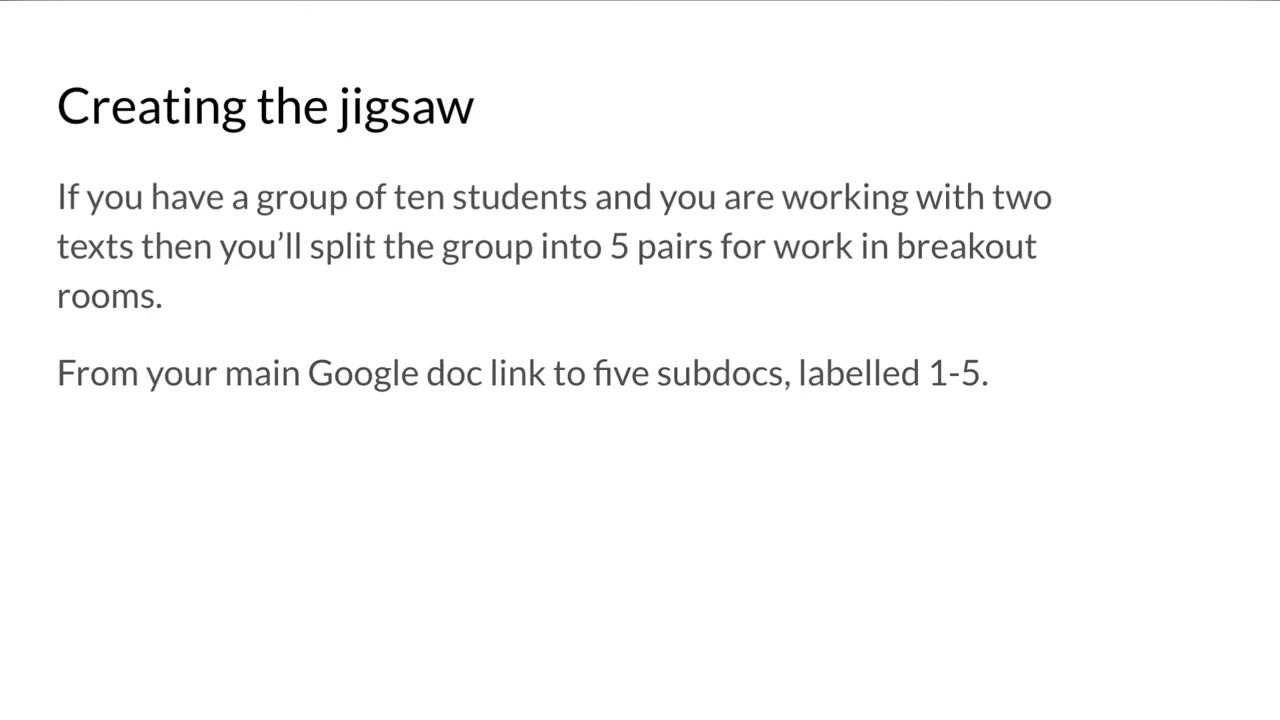 Creating the jigsaw
If you have a group of ten students and you are working with two
texts then you’ll split the group into 5 pairs for work in breakout
rooms.
From your main Google doc link to five subdocs, labelled 1-5.